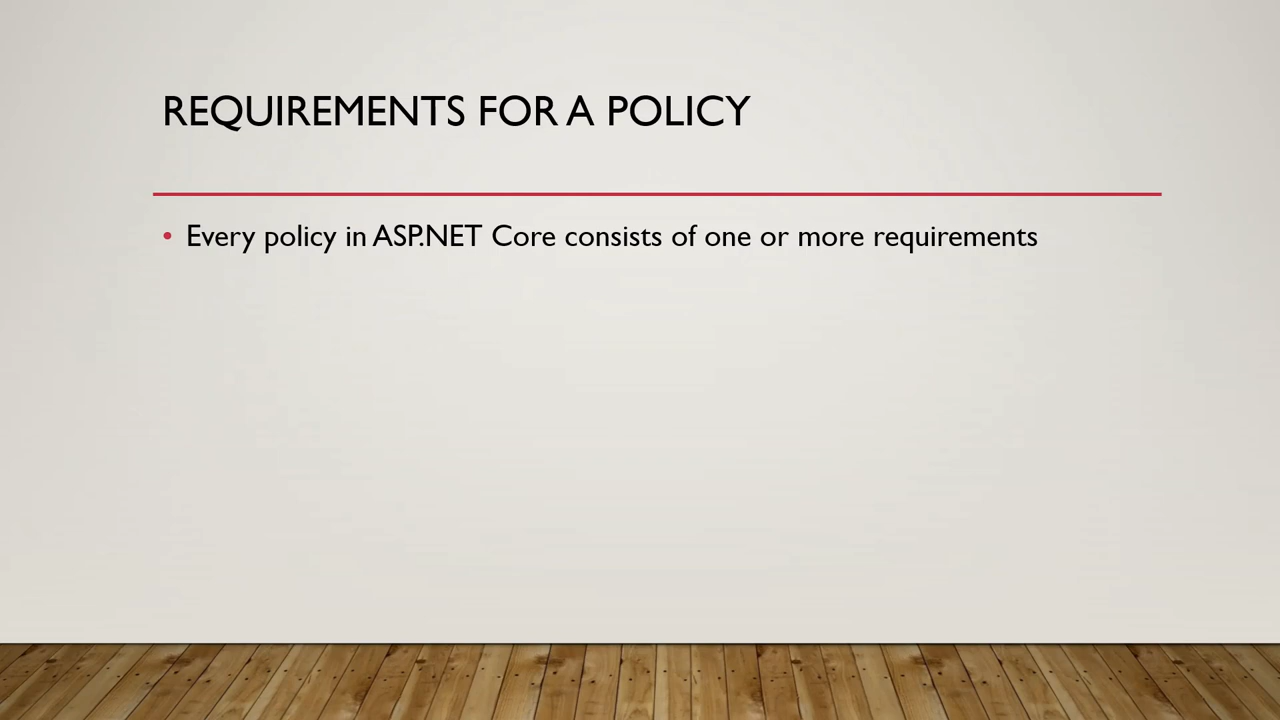 REQUIREMENTS FOR A POLICY
• Every policy in ASP.NET Core consists of one or more requirements